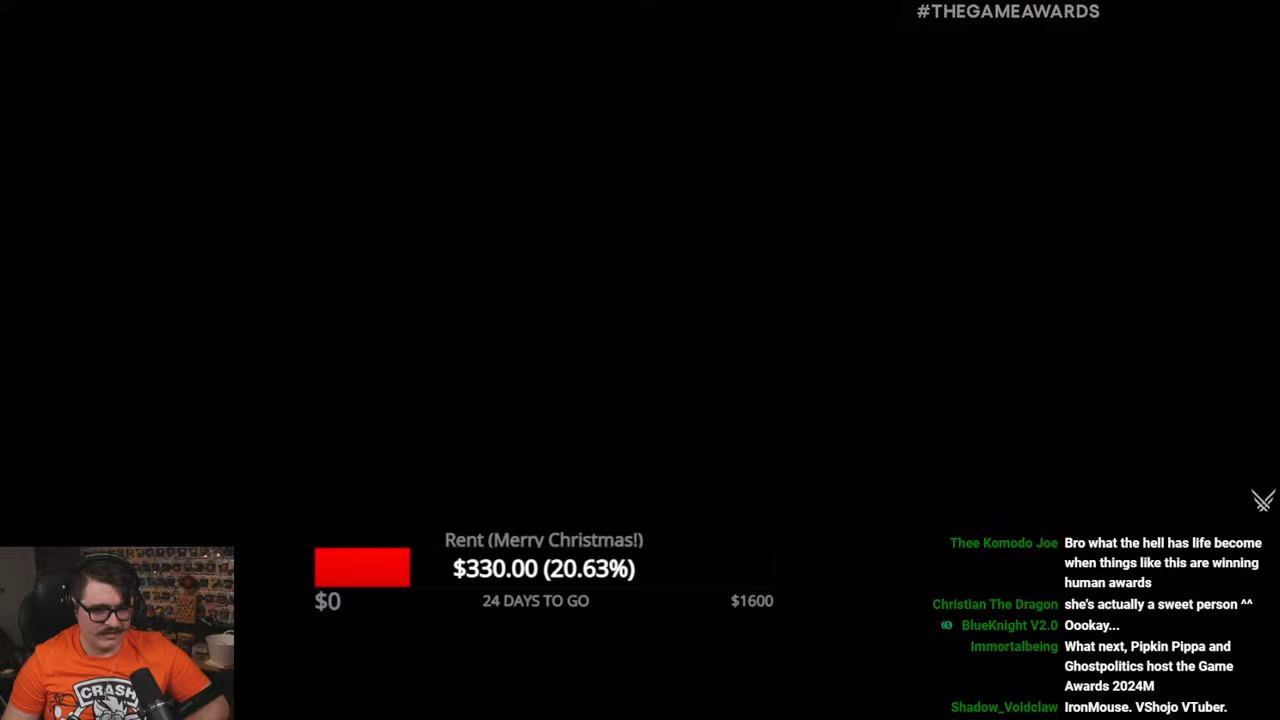 #THEGAMEAWARDS
Rent (Merry Christmas!)
$330.00 (20.63%)
$0
24 DAYS TO GO
$1600
Thee Komodo Joe Bro what the hell has life become
when things like this are winning
human awards
Christian The Dragon she's actually a sweet person ^^
BlueKnight V2.0 Oookay...
Immortalbeing What next, Pipkin Pippa and
Ghostpolitics host the Game
Awards 2024M
Shadow_Voldclaw IronMouse. VShojo VTuber.
CRASH